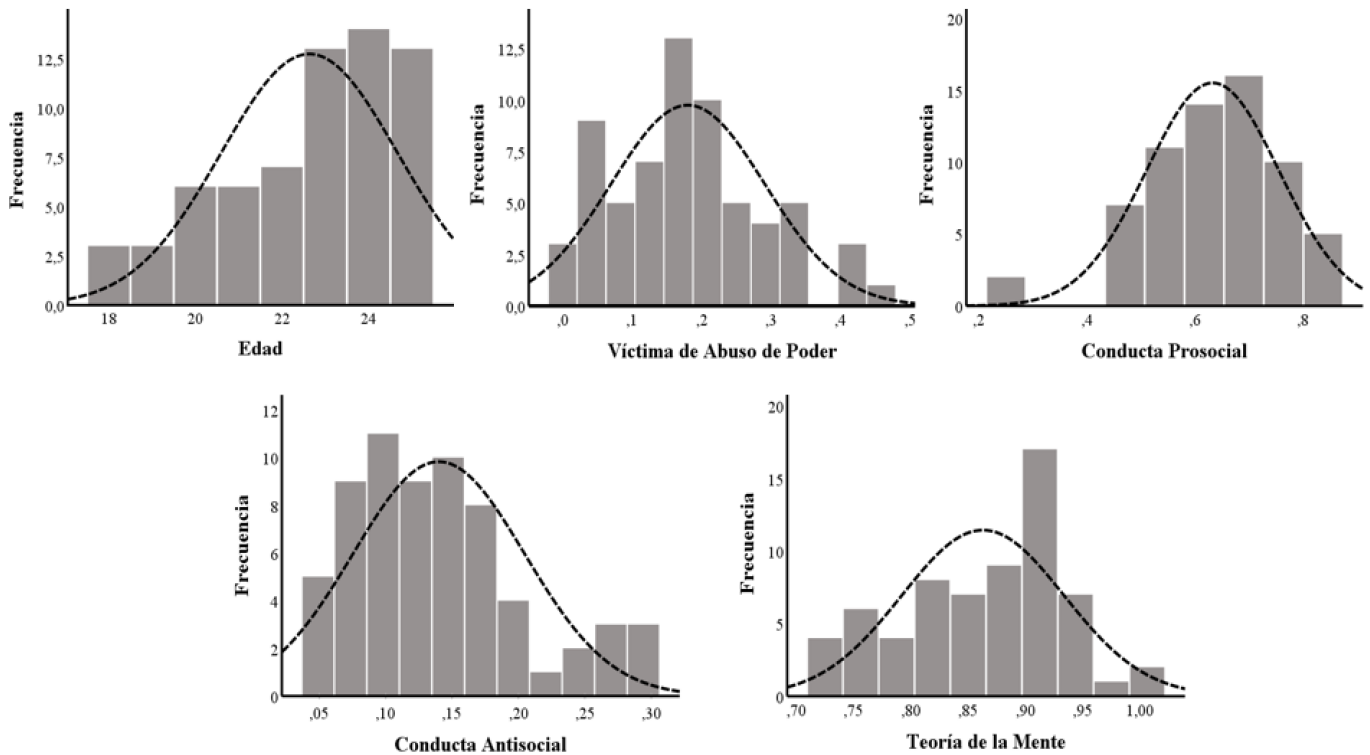 Frecuencia
12,5
10,0
7,5
5,0
2,5
0,0
18 20 22 24
Edad
Frecuencia
12,5
10,0
7,5
5,0
2,5
0,0
,0 ,1 ,2 ,3 ,4 ,5
Víctima de Abuso de Poder
Frecuencia
20
15
10
5
0
,2 ,4 ,6 ,8
Conducta Prosocial
Frecuencia
12
10
8
6
4
2
0
,05 ,10 ,15 ,20 ,25 ,30
Conducta Antisocial
Frecuencia
20
15
10
5
0
,70 ,75 ,80 ,85 ,90 ,95 1,00
Teoría de la Mente